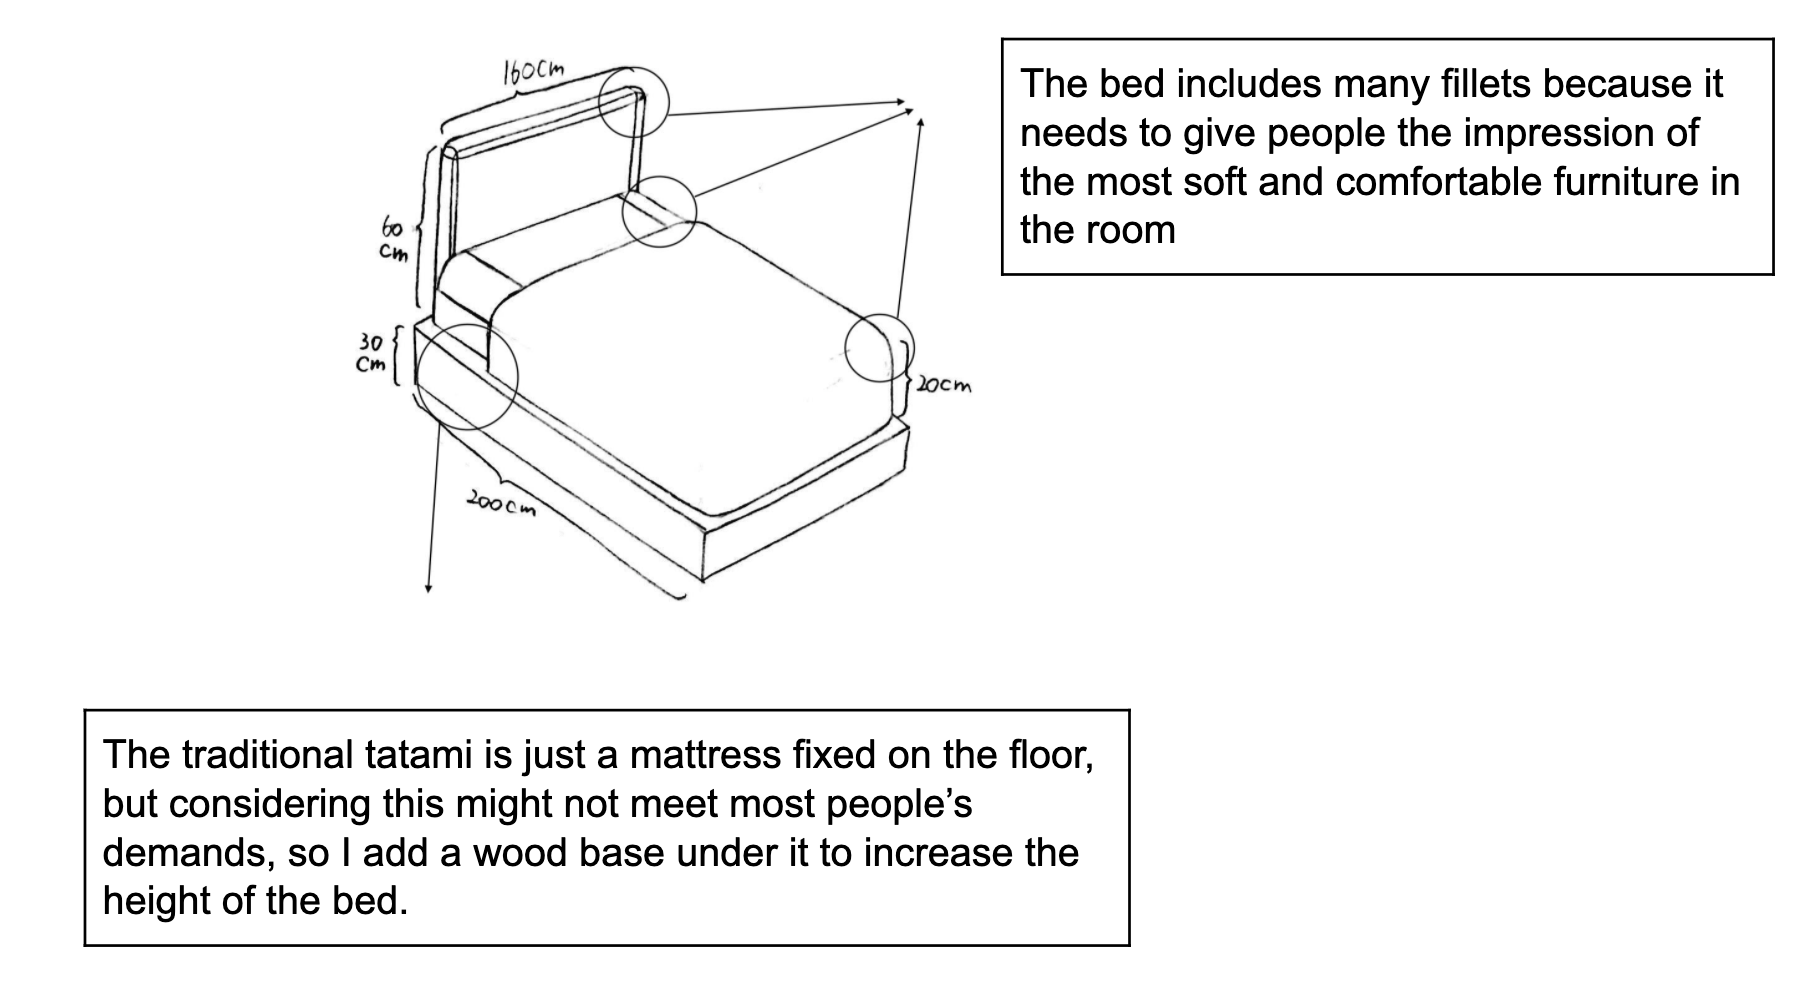 160cm
The bed includes many fillets because it
needs to give people the impression of
the most soft and comfortable furniture in
the room
60
cm
30
cm
20cm
200cm
The traditional tatami is just a mattress fixed on the floor,
but considering this might not meet most people’s
demands, so I add a wood base under it to increase the
height of the bed.